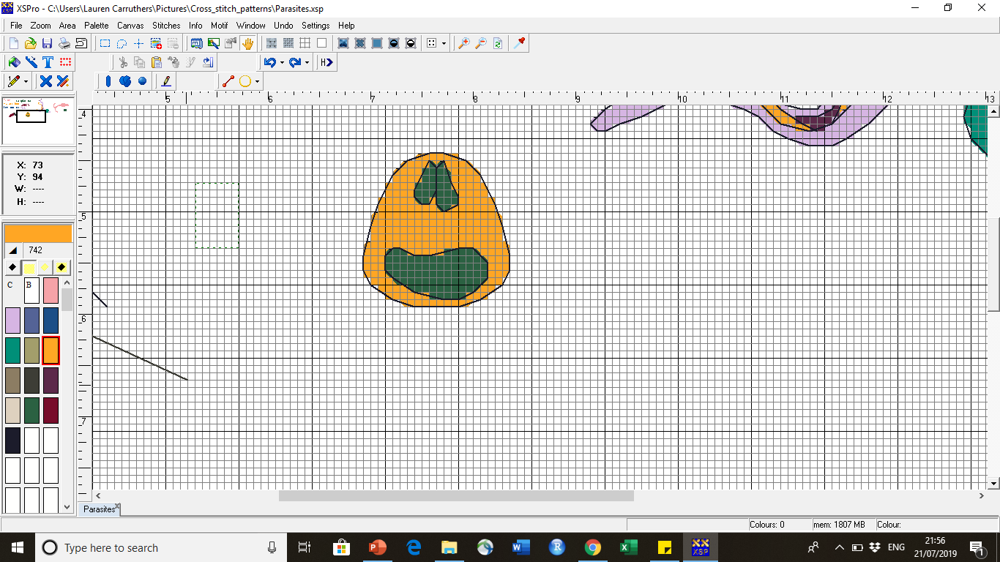 XSPro - C:\Users\Lauren Carruthers\Pictures\Cross_stitch_patterns\Parasites.xsp
File Zoom Area Palette Canvas Stitches Info Motif Window Undo Settings Help
H
5 6 7 8 9 10 11 12 13
4
5
6
7
X: 73
Y: 94
W: ----
H: ----
742
C B
Parasites
Colours: 0 mem: 1807 MB Colour:
Type here to search
ENG
21:56
21/07/2019
1
XSP